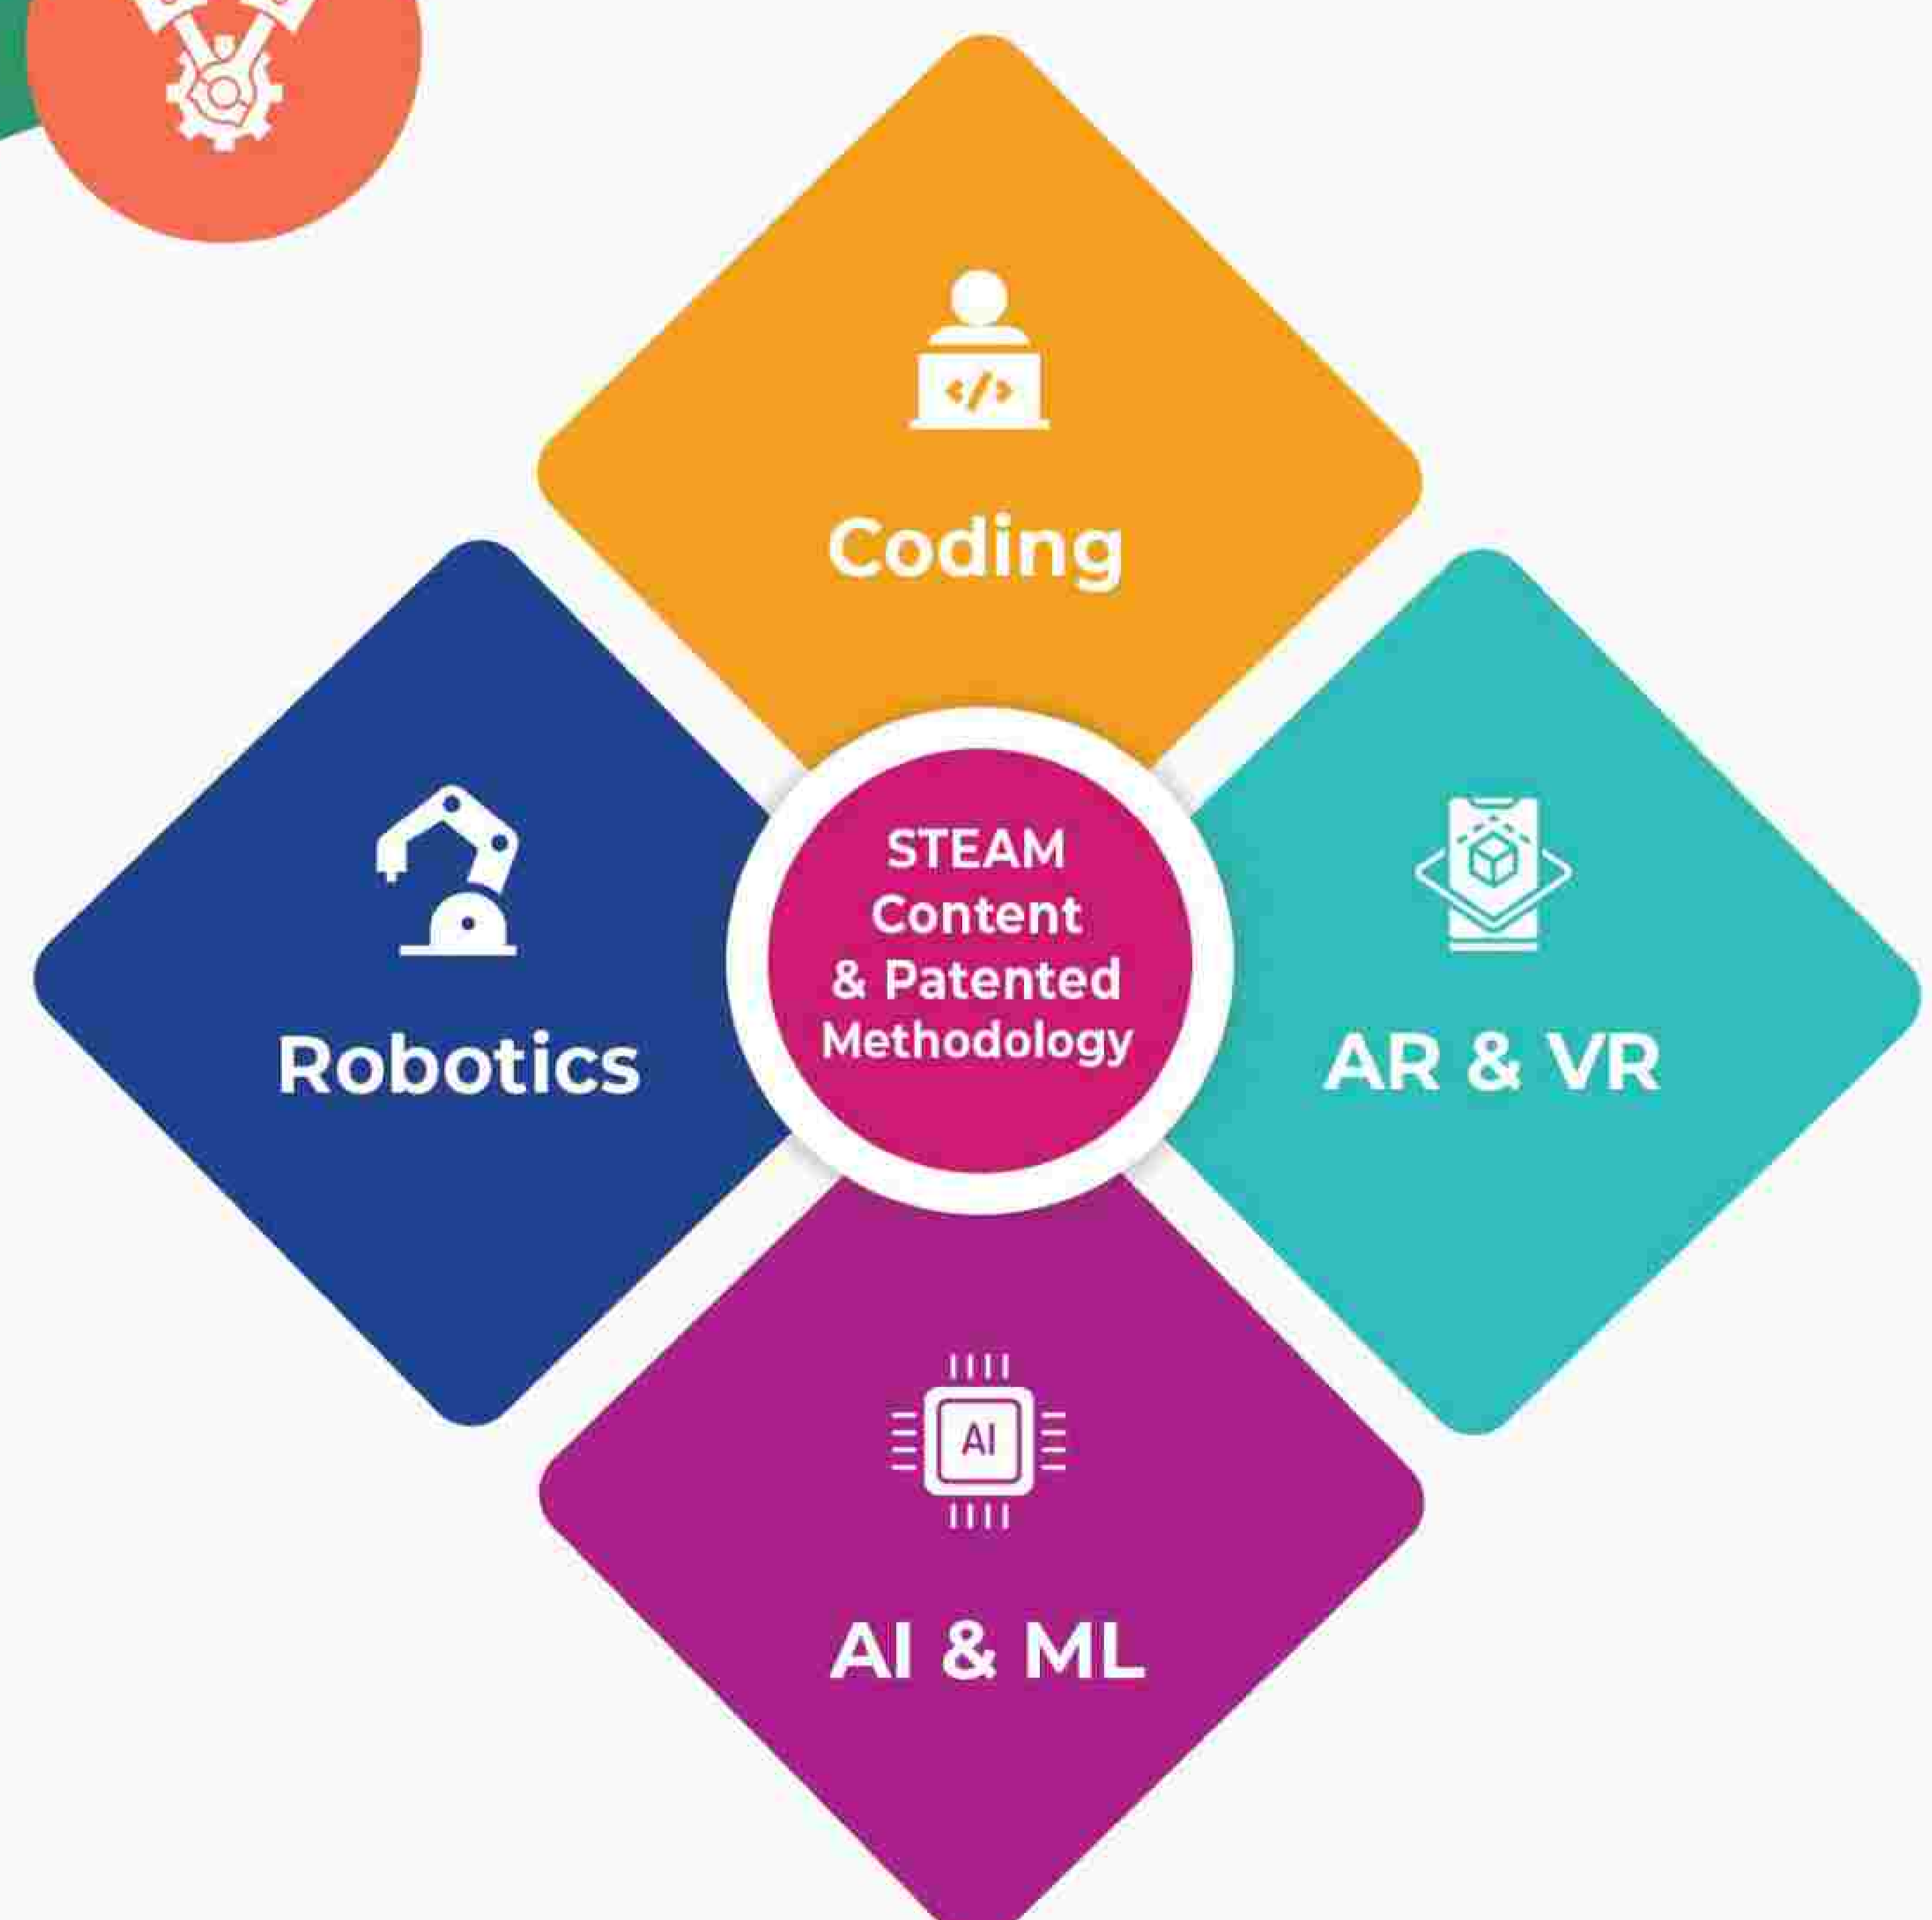 </>
Coding
STEAM
Content
& Patented
Methodology
Robotics
AR & VR
AI
AI & ML